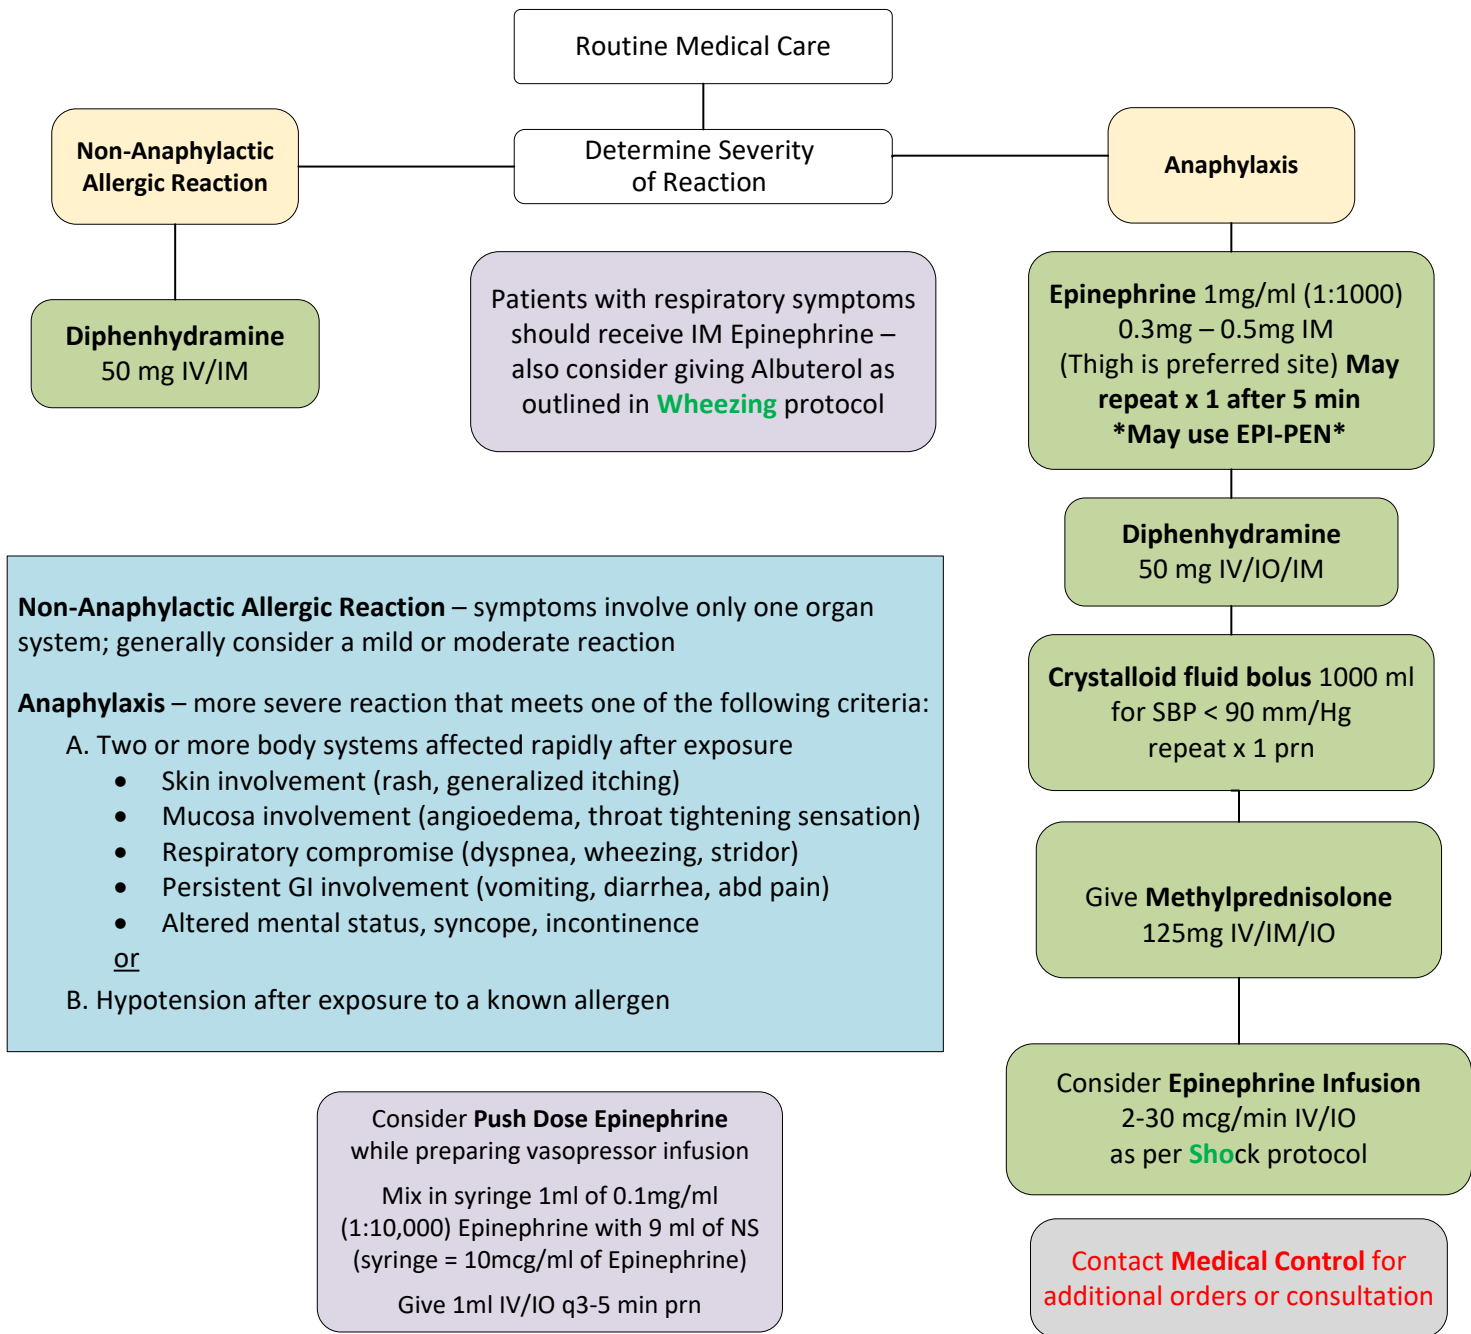 Routine Medical Care
Non-Anaphylactic
Allergic Reaction
Determine Severity
of Reaction
Anaphylaxis
Diphenhydramine
50 mg IV/IM
Patients with respiratory symptoms
should receive IM Epinephrine –
also consider giving Albuterol as
outlined in Wheezing protocol
Epinephrine 1mg/ml (1:1000)
0.3mg – 0.5mg IM
(Thigh is preferred site) May
repeat x 1 after 5 min
*May use EPI-PEN*
Diphenhydramine
50 mg IV/IO/IM
Crystalloid fluid bolus 1000 ml
for SBP < 90 mm/Hg
repeat x 1 prn
Give Methylprednisolone
125mg IV/IM/IO
Consider Epinephrine Infusion
2-30 mcg/min IV/IO
as per Shock protocol
Contact Medical Control for
additional orders or consultation
Non-Anaphylactic Allergic Reaction – symptoms involve only one organ
system; generally consider a mild or moderate reaction
Anaphylaxis – more severe reaction that meets one of the following criteria:
A. Two or more body systems affected rapidly after exposure
• Skin involvement (rash, generalized itching)
• Mucosa involvement (angioedema, throat tightening sensation)
• Respiratory compromise (dyspnea, wheezing, stridor)
• Persistent GI involvement (vomiting, diarrhea, abd pain)
• Altered mental status, syncope, incontinence
or
B. Hypotension after exposure to a known allergen
Consider Push Dose Epinephrine
while preparing vasopressor infusion
Mix in syringe 1ml of 0.1mg/ml
(1:10,000) Epinephrine with 9 ml of NS
(syringe = 10mcg/ml of Epinephrine)
Give 1ml IV/IO q3-5 min prn